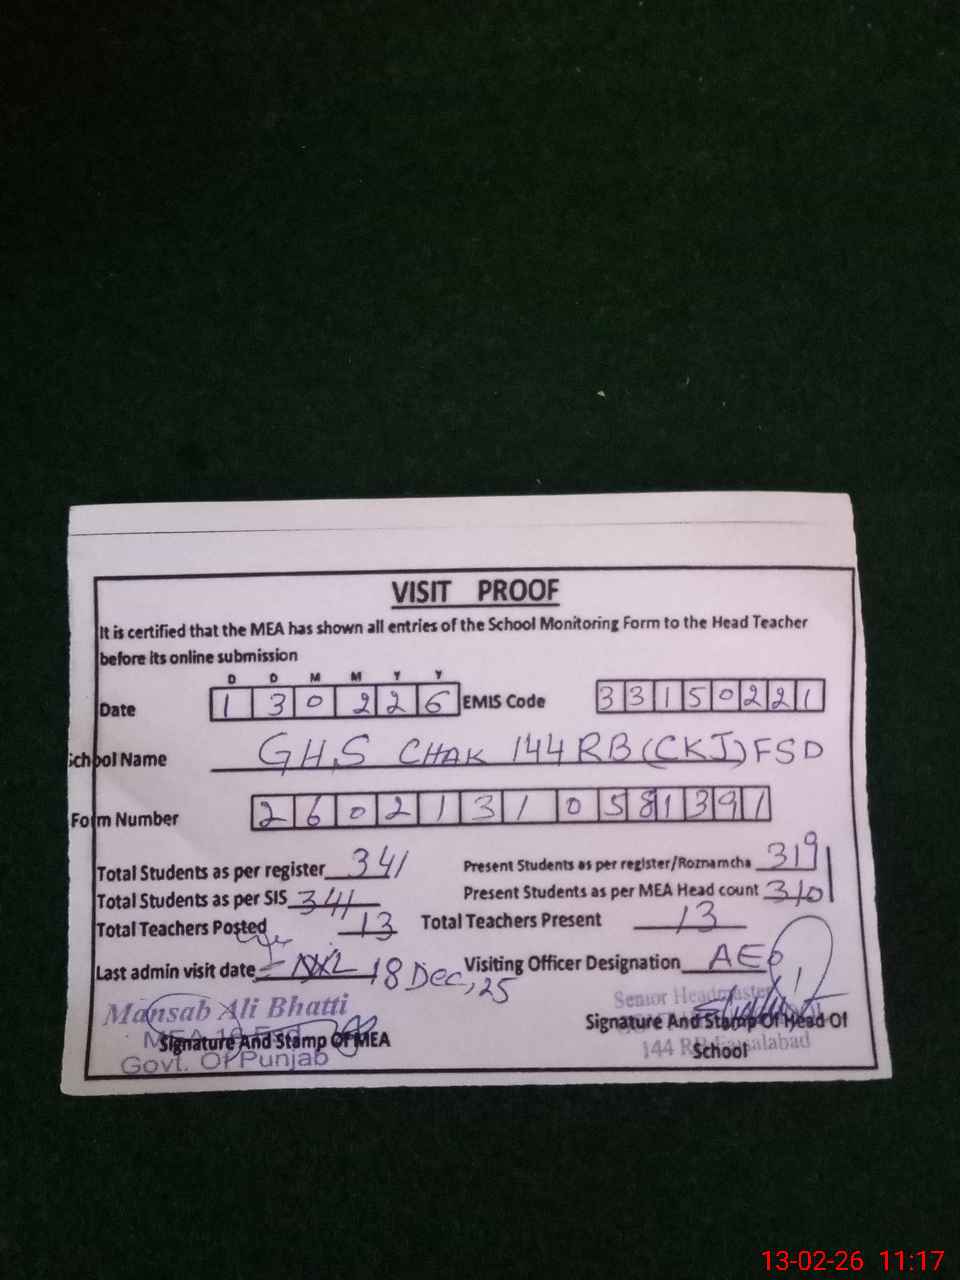 VISIT PROOF
It is certified that the MEA has shown all entries of the School Monitoring Form to the Head Teacher
before its online submission
D D M M Y Y
Date 1 3 0 2 2 6 EMIS Code 3 3 1 5 0 2 2 1
School Name GHS CHAK 144 RB (CKJ) FSD
Form Number 2 6 0 2 1 3 1 0 5 8 1 3 9 1
Total Students as per register 341 Present Students as per register/Roznamcha 319
Total Students as per SIS 341 Present Students as per MEA Head count 310
Total Teachers Posted 13 Total Teachers Present 13
Last admin visit date 18 Dec, 25 Visiting Officer Designation AEO
Mansab Ali Bhatti Senior Headmaster
Signature And Stamp Of MEA Signature And Stamp Of Head Of
Govt. Of Punjab 144 RB Faisalabad
School
13-02-26 11:17